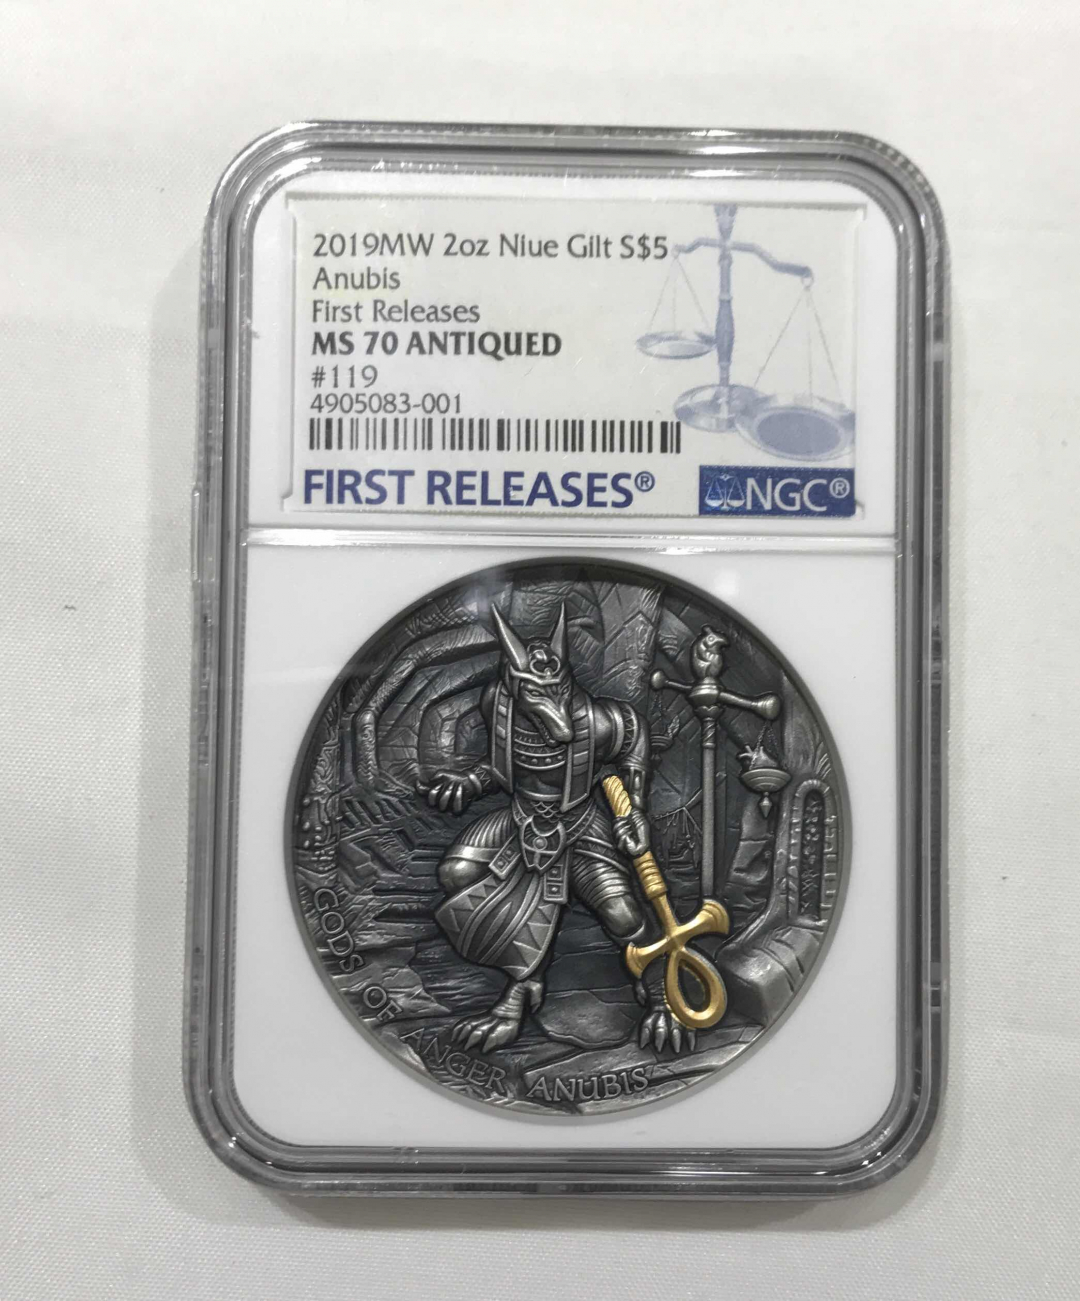 2019MW 2oz Niue Gilt S$5
Anubis
First Releases
MS 70 ANTIQUED
#119
4905083-001
FIRST RELEASES®
NGC®
GODS OF ANGER ANUBIS